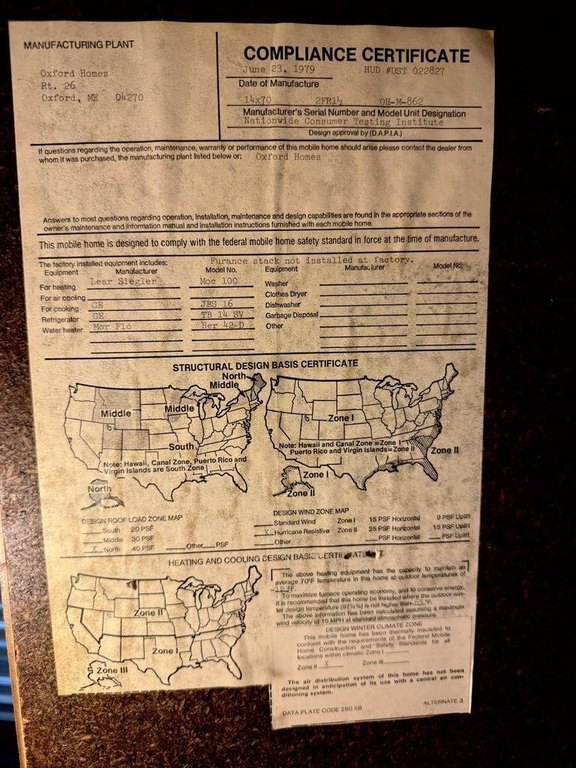 MANUFACTURING PLANT
Oxford Homes
Rt. 26
Oxford, ME 04270
COMPLIANCE CERTIFICATE
June 23, 1979 HUD #UST 022827
Date of Manufacture
14x70 2FR1½ OH-M-862
Manufacturer's Serial Number and Model Unit Designation
Nationwide Consumer Testing Institute
Design approval by (D.A.P.I.A.)
If questions regarding the operation, maintenance, warranty or performance of this mobile home should arise please contact the dealer from
whom it was purchased, the manufacturing plant listed below or: Oxford Homes
Answers to most questions regarding operation, installation, maintenance and design capabilities are found in the appropriate sections of the
owner's maintenance and information manual and installation instructions furnished with each mobile home.
This mobile home is designed to comply with the federal mobile home safety standard in force at the time of manufacture.
The factory installed equipment includes: Furance stack not installed at factory.
Equipment Manufacturer Model No. Equipment Manufacturer Model No.
For heating Lear Siegler Moc 100 Washer
For air cooling Clothes Dryer
For cooking GE JBS 16 Dishwasher
Refrigerator GE TB 14 SV Garbage Disposal
Water heater Mor Flo Her 42 D Other
STRUCTURAL DESIGN BASIS CERTIFICATE
North
Middle
Middle
Middle
South
Note: Hawaii, Canal Zone, Puerto Rico and
Virgin Islands are South Zone
North
Zone I
Note: Hawaii and Canal Zone = Zone I
Puerto Rico and Virgin Islands = Zone II
Zone II
Zone I
Zone II
DESIGN ROOF LOAD ZONE MAP
South 20 PSF
Middle 30 PSF
X North 40 PSF Other PSF
DESIGN WIND ZONE MAP
Standard Wind Zone I 15 PSF Horizontal 9 PSF Uplift
Hurricane Resistive Zone II 25 PSF Horizontal 15 PSF Uplift
Other PSF Horizontal PSF Uplift
HEATING AND COOLING DESIGN BASIS CERTIFICATE
Zone II
Zone I
Zone III
The above heating equipment has the capacity to maintain an
average 70°F temperature in this home at outdoor temperatures of
To maximize furnace operating economy, and to conserve energy,
it is recommended that this home be installed where the outdoor win-
ter design temperature (97½%) is not higher than
The above information has been calculated assuming a maximum
wind velocity of 15 MPH at standard atmospheric pressure.
DESIGN WINTER CLIMATE ZONE
This mobile home has been thermally insulated to
conform with the requirements of the Federal Mobile
Home Construction and Safety Standards for all
locations within climatic Zone I
Zone II X Zone III
The air distribution system of this home has not been
designed in anticipation of its use with a central air con-
ditioning system.
DATA PLATE CODE 280.5B ALTERNATE 3